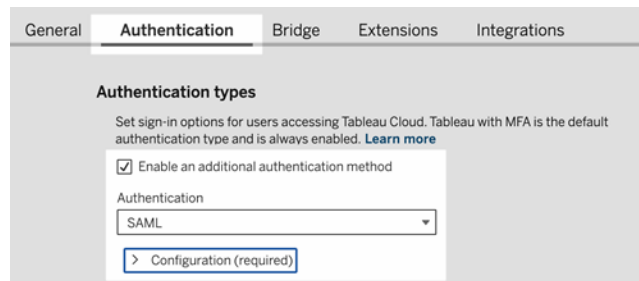 General Authentication Bridge Extensions Integrations
Authentication types
Set sign-in options for users accessing Tableau Cloud. Tableau with MFA is the default
authentication type and is always enabled. Learn more
Enable an additional authentication method
Authentication
SAML
Configuration (required)